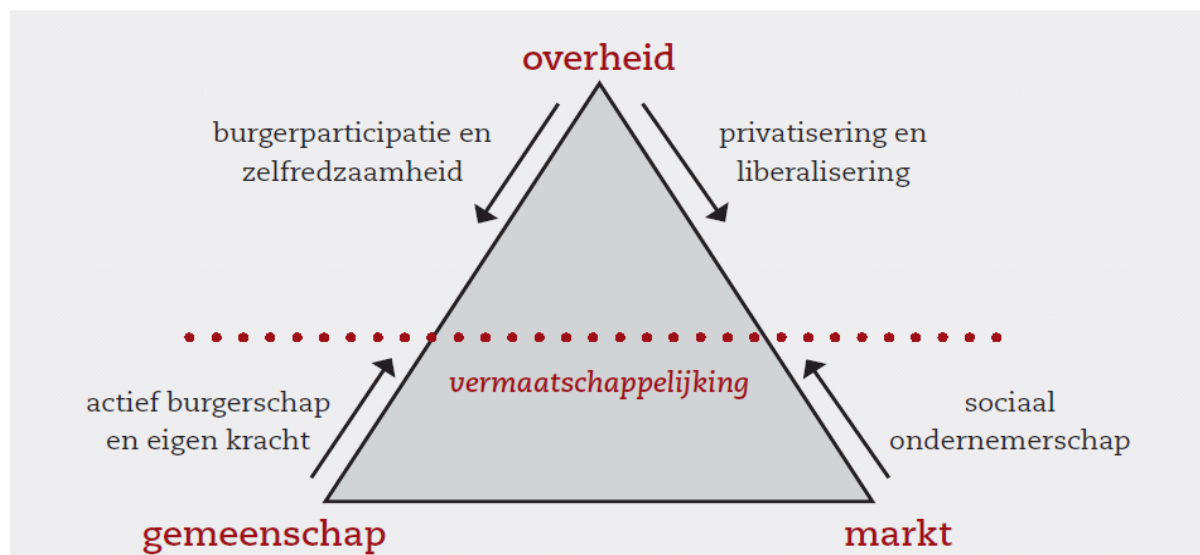 overheid
burgerparticipatie en
zelfredzaamheid
privatisering en
liberalisering
vermaatschappelijking
actief burgerschap
en eigen kracht
sociaal
ondernemerschap
gemeenschap
markt